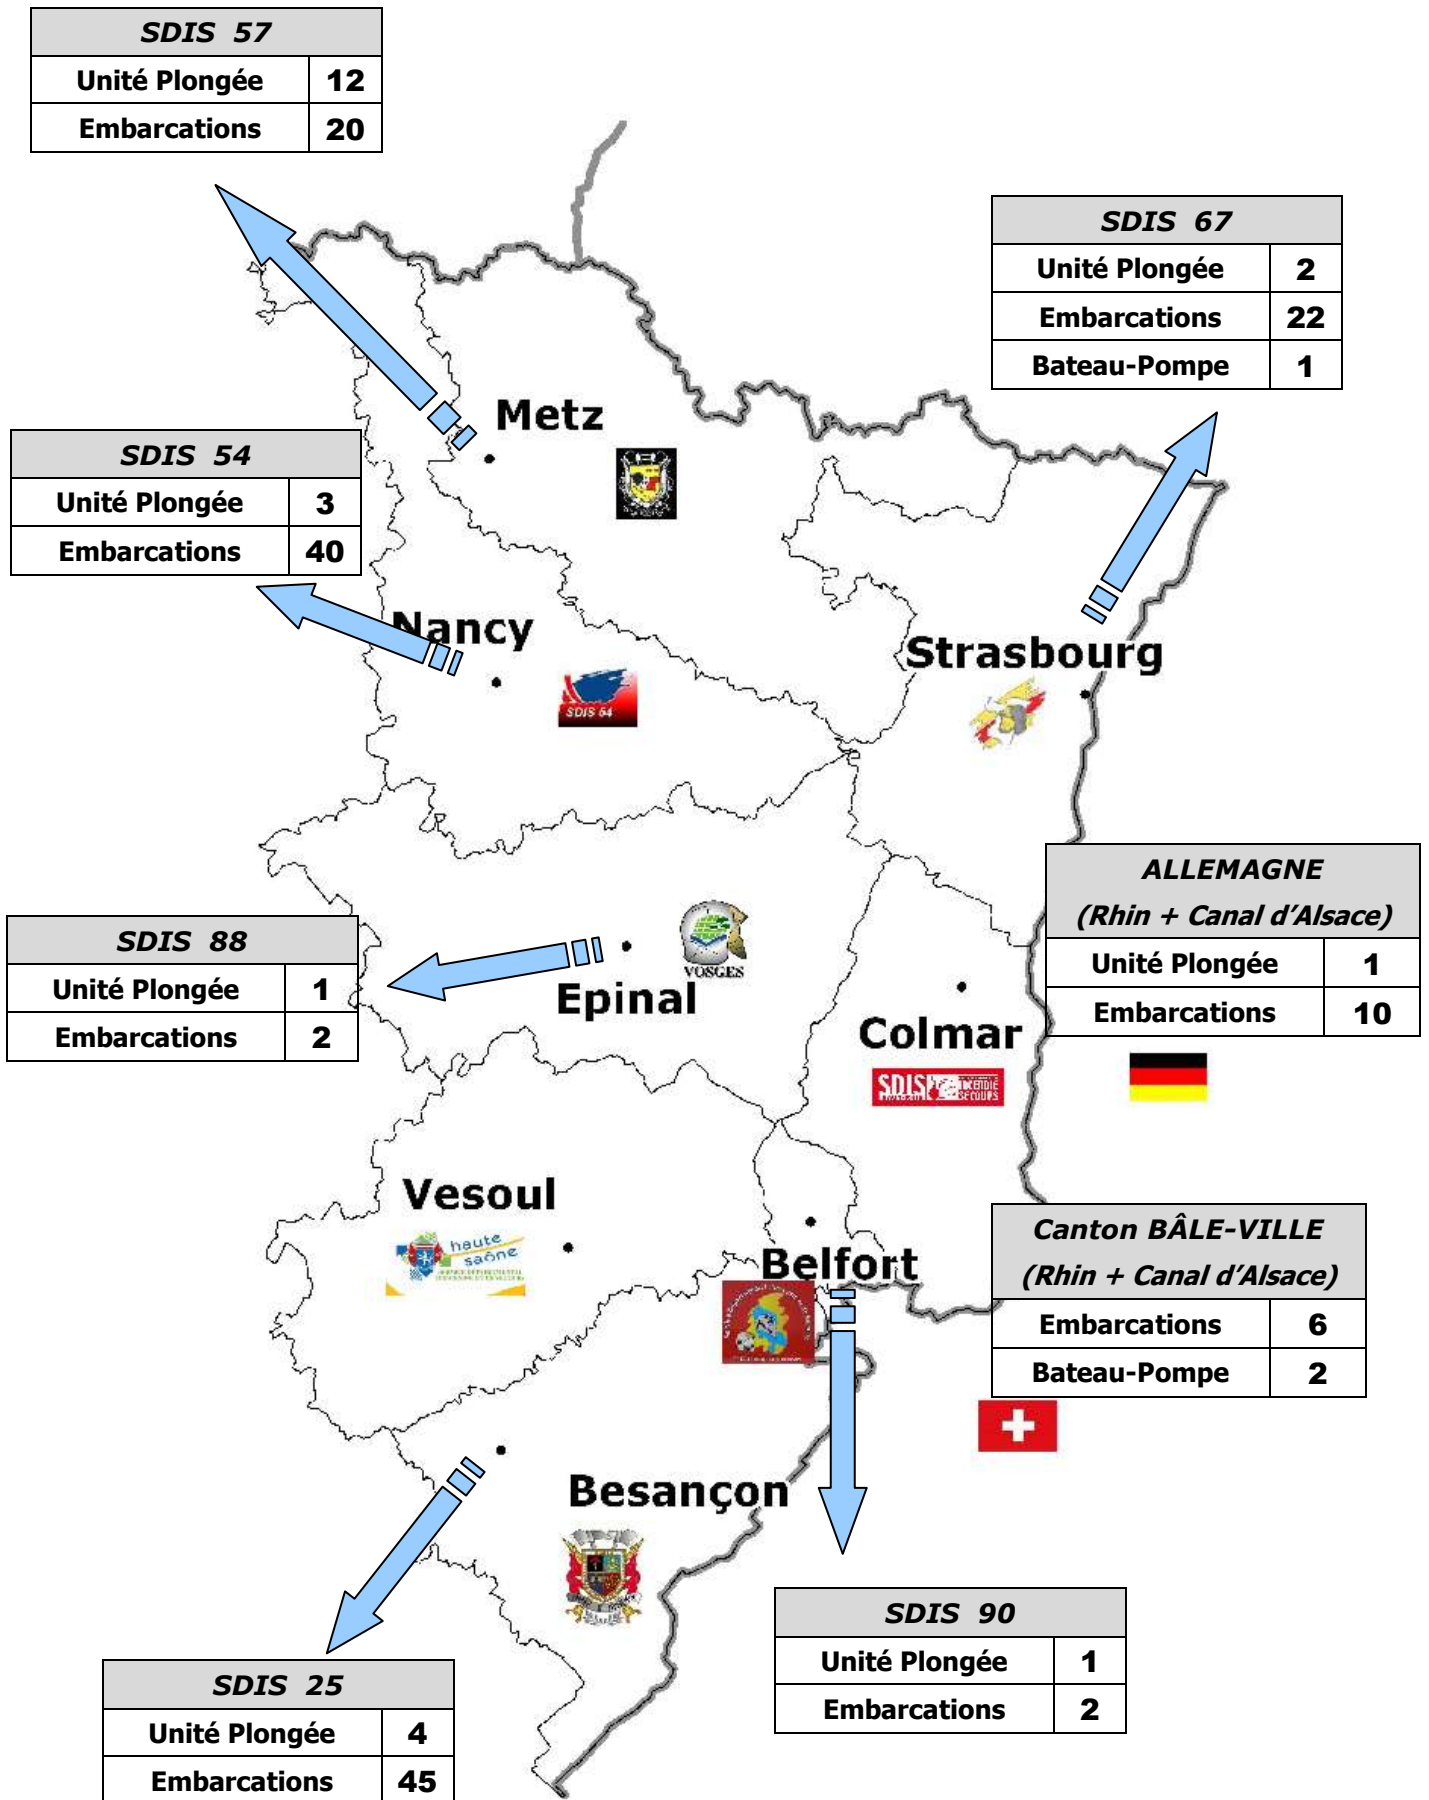 SDIS 57
Unité Plongée 12
Embarcations 20
SDIS 67
Unité Plongée 2
Embarcations 22
Bateau-Pompe 1
Metz
SDIS 54
Unité Plongée 3
Embarcations 40
Nancy
SDIS 54
Strasbourg
ALLEMAGNE
(Rhin + Canal d’Alsace)
Unité Plongée 1
Embarcations 10
SDIS 88
Unité Plongée 1
Embarcations 2
VOSGES
Epinal
Colmar
SDIS INCENDIE
SECOURS
Vesoul
haute
saône
Canton BÂLE-VILLE
(Rhin + Canal d’Alsace)
Embarcations 6
Bateau-Pompe 2
Belfort
Besançon
SDIS 90
Unité Plongée 1
Embarcations 2
SDIS 25
Unité Plongée 4
Embarcations 45